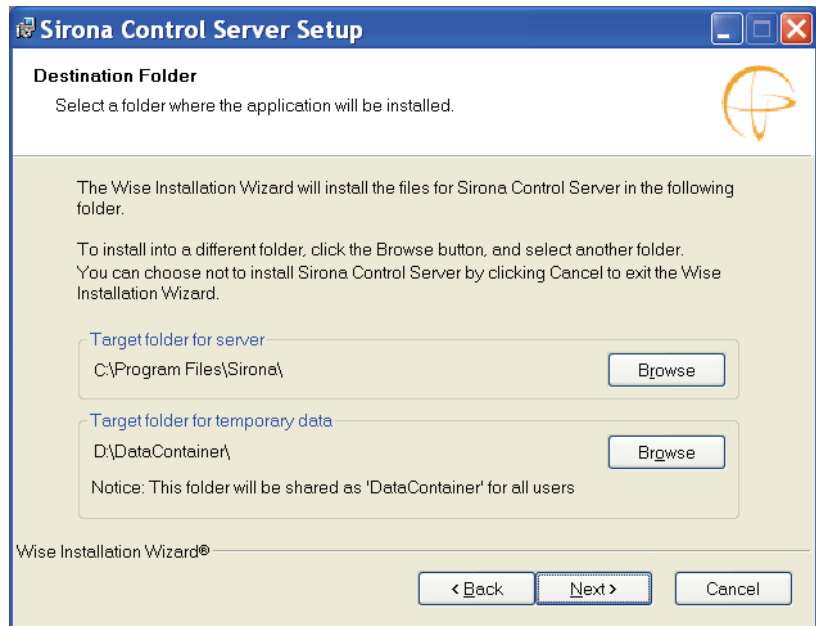 Sirona Control Server Setup
Destination Folder
Select a folder where the application will be installed.
The Wise Installation Wizard will install the files for Sirona Control Server in the following
folder.
To install into a different folder, click the Browse button, and select another folder.
You can choose not to install Sirona Control Server by clicking Cancel to exit the Wise
Installation Wizard.
Target folder for server
C:\Program Files\Sirona\
Browse
Target folder for temporary data
D:\DataContainer\
Browse
Notice: This folder will be shared as 'DataContainer' for all users
Wise Installation Wizard®
< Back
Next >
Cancel